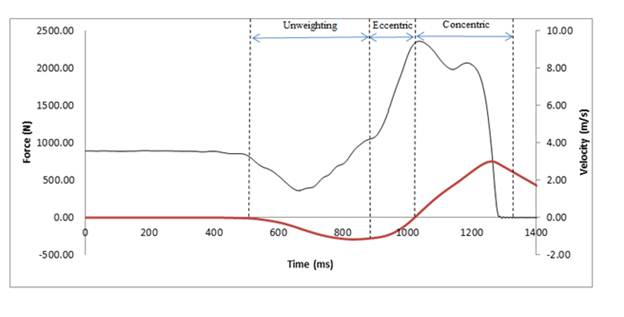 Unweighting Eccentric Concentric
2500.00 10.00
2000.00 8.00
1500.00 6.00
1000.00 4.00
500.00 2.00
0.00 0.00
0 200 400 600 800 1000 1200 1400
-500.00 -2.00
Force (N)
Velocity (m/s)
Time (ms)